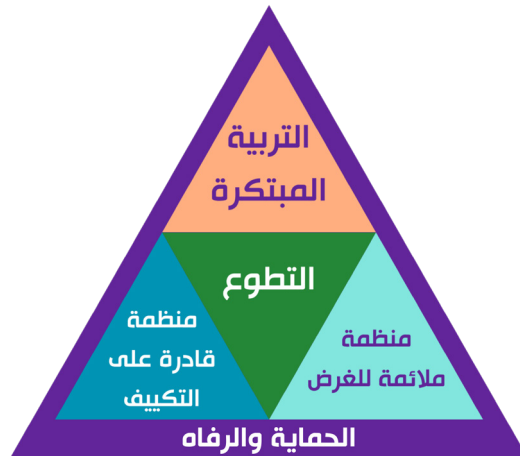 التربية
المبتكرة
التطوع
منظمة
ملائمة للغرض
منظمة
قادرة على
التكييف
الحماية والرفاه